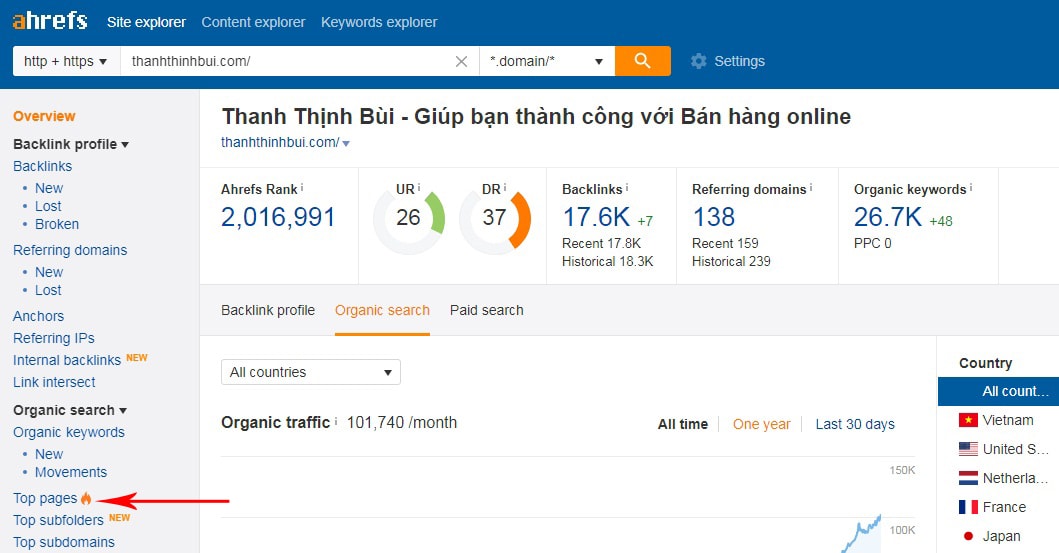 ahrefs Site explorer Content explorer Keywords explorer
http + https thanhthinhbui.com/ *.domain/* Settings
Overview
Backlink profile
Backlinks
• New
• Lost
• Broken
Referring domains
• New
• Lost
Anchors
Referring IPs
Internal backlinks NEW
Link intersect
Organic search
Organic keywords
• New
• Movements
Top pages
Top subfolders NEW
Top subdomains
Thanh Thịnh Bùi - Giúp bạn thành công với Bán hàng online
thanhthinhbui.com/
Ahrefs Rank i
2,016,991
UR i
26
DR i
37
Backlinks i
17.6K +7
Recent 17.8K
Historical 18.3K
Referring domains i
138
Recent 159
Historical 239
Organic keywords i
26.7K +48
PPC 0
Backlink profile Organic search Paid search
All countries
Organic traffic i 101,740 /month
All time One year Last 30 days
150K
100K
Country
All count...
Vietnam
United S...
Netherla...
France
Japan